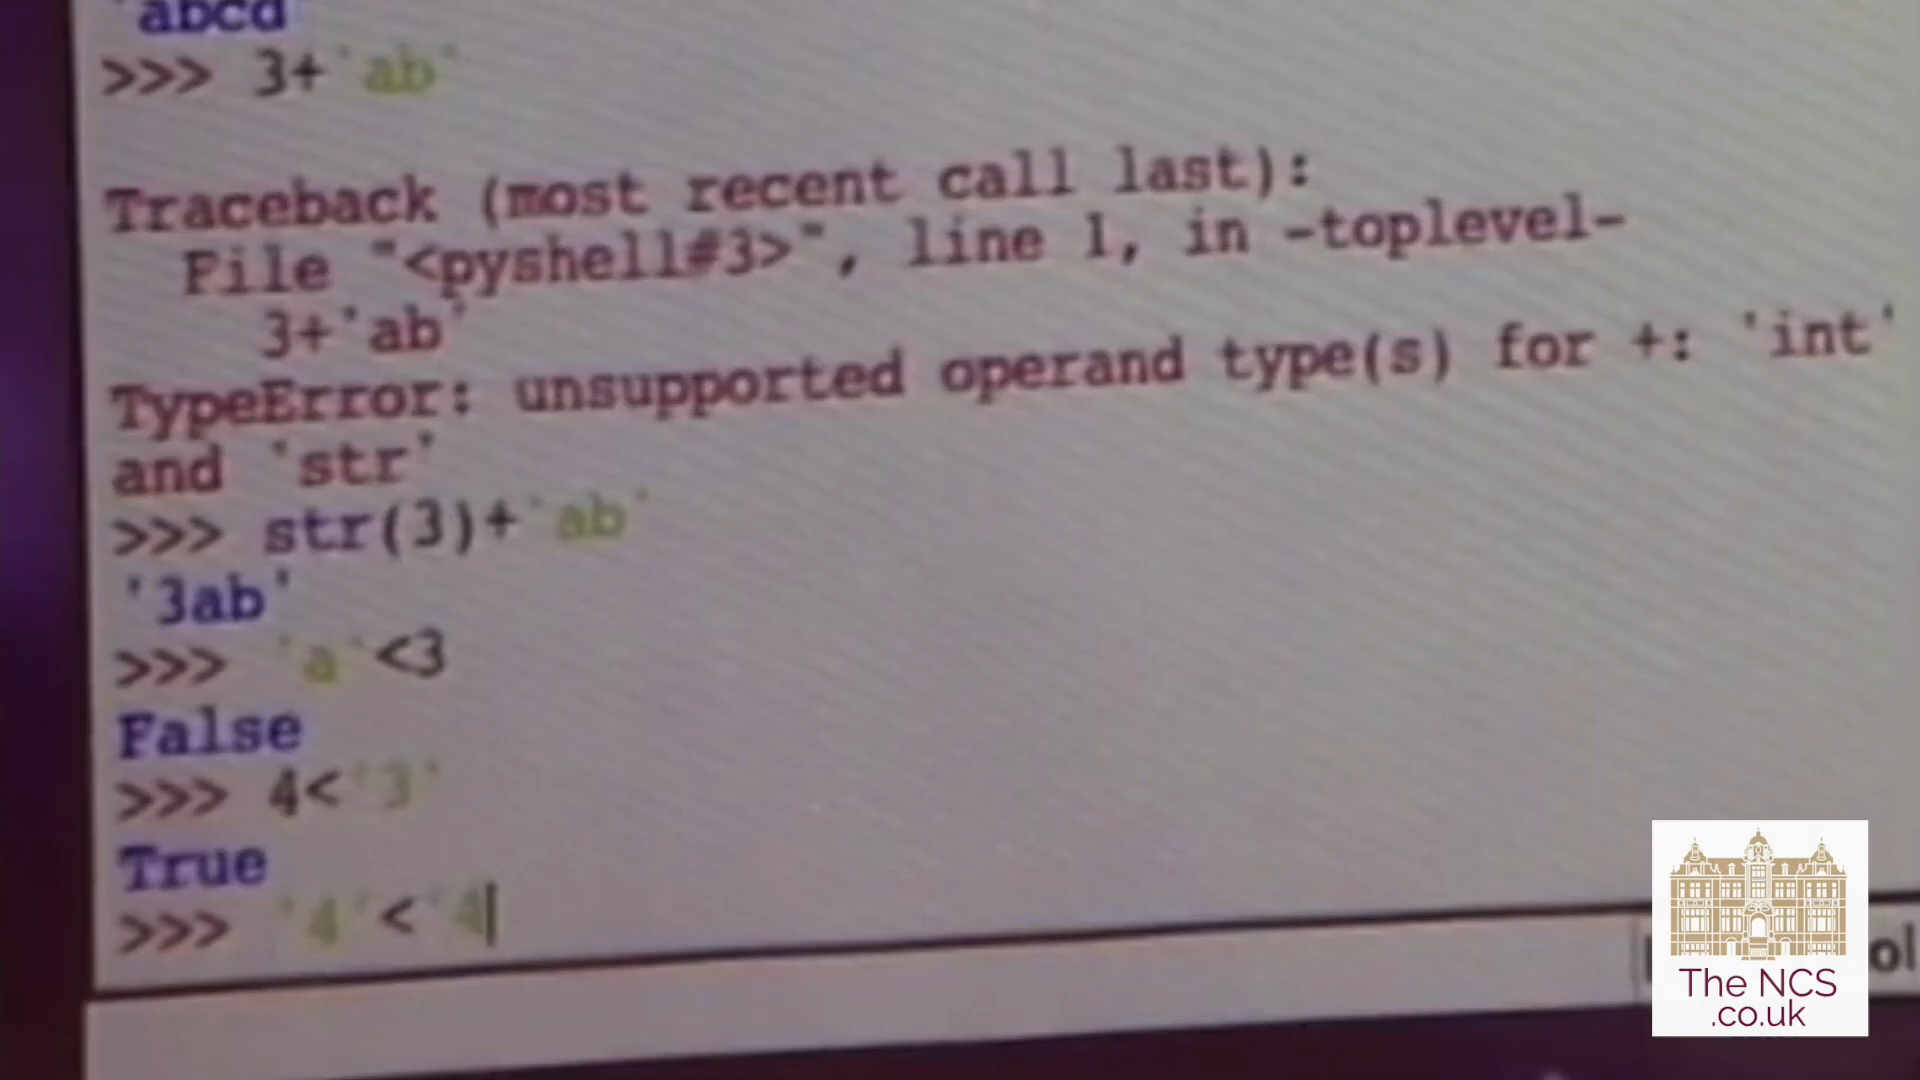 'abcd'
>>> 3+'ab'
Traceback (most recent call last):
File "<pyshell#3>", line 1, in -toplevel-
3+'ab'
TypeError: unsupported operand type(s) for +: 'int'
and 'str'
>>> str(3)+'ab'
'3ab'
>>> 'a'<3
False
>>> 4<'3'
True
>>> '4'<'4
The NCS
.co.uk